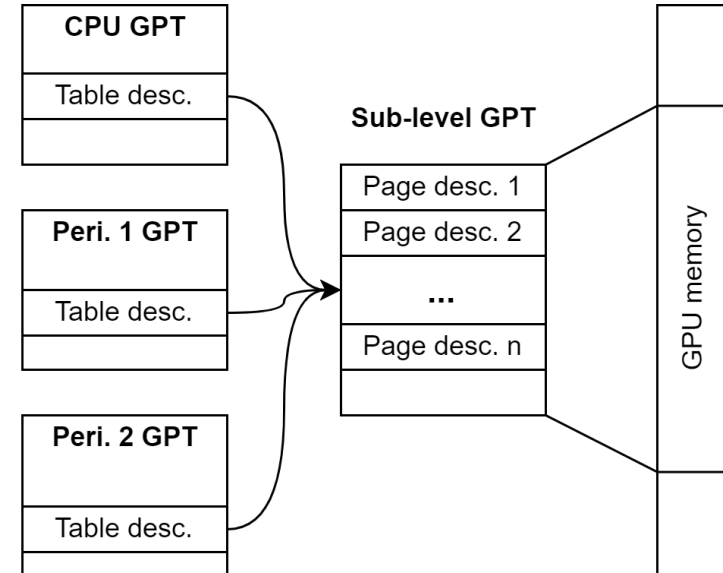 CPU GPT
Table desc.
Peri. 1 GPT
Table desc.
Peri. 2 GPT
Table desc.
Sub-level GPT
Page desc. 1
Page desc. 2
...
Page desc. n
GPU memory